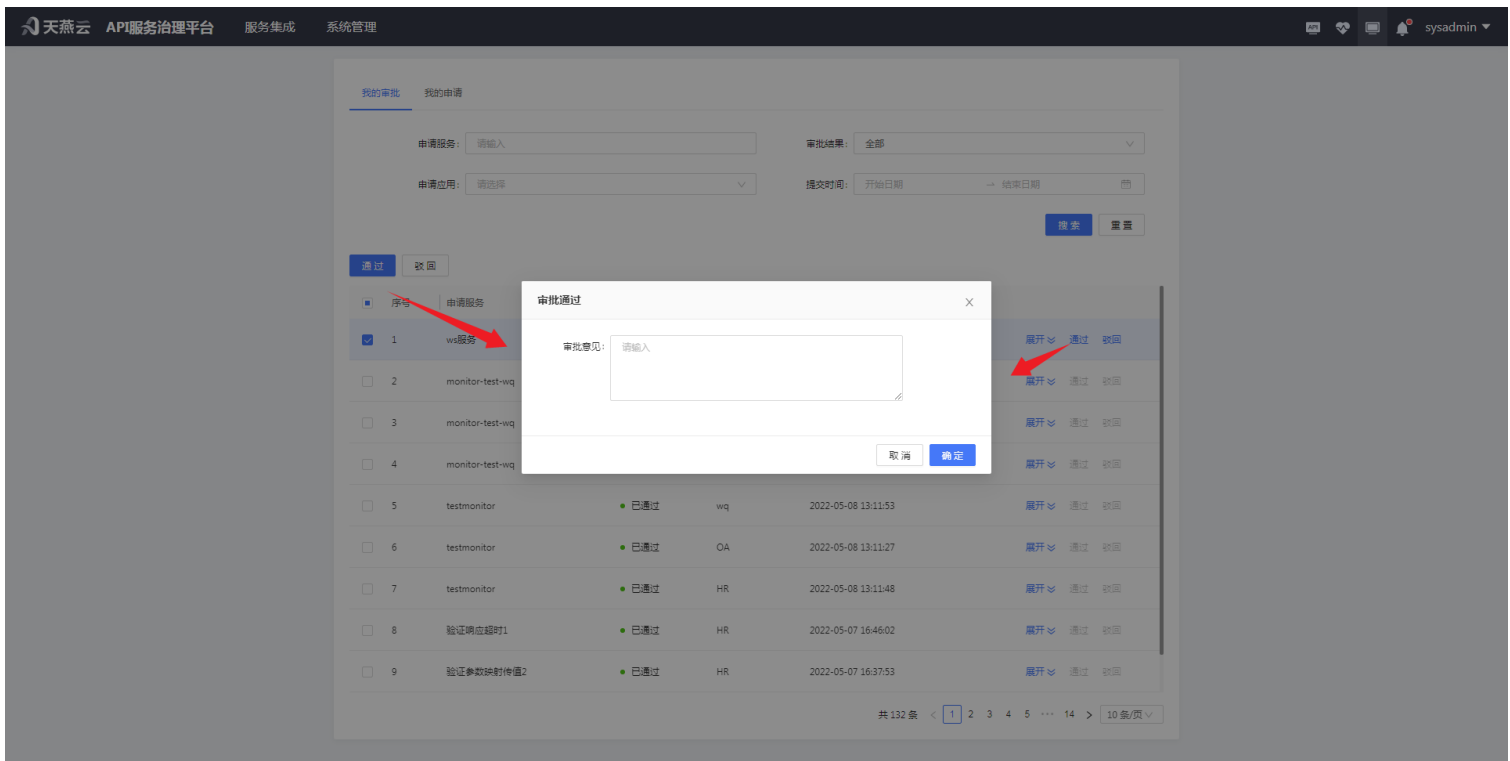 天燕云 API服务治理平台 服务集成 系统管理 API sysadmin
我的审批 我的申请
申请服务: 请输入 审批结果: 全部
申请应用: 请选择 提交时间: 开始日期 → 结束日期
搜索 重置
通过 驳回
序号 申请服务
审批通过
1 ws服务 展开 通过 驳回
审批意见: 请输入
2 monitor-test-wq 展开 通过 驳回
3 monitor-test-wq 展开 通过 驳回
4 monitor-test-wq 展开 通过 驳回
取消 确定
5 testmonitor 已通过 wq 2022-05-08 13:11:53 展开 通过 驳回
6 testmonitor 已通过 OA 2022-05-08 13:11:27 展开 通过 驳回
7 testmonitor 已通过 HR 2022-05-08 13:11:48 展开 通过 驳回
8 验证响应超时1 已通过 HR 2022-05-07 16:46:02 展开 通过 驳回
9 验证参数映射传值2 已通过 HR 2022-05-07 16:37:53 展开 通过 驳回
共 132 条 < 1 2 3 4 5 ··· 14 > 10 条/页